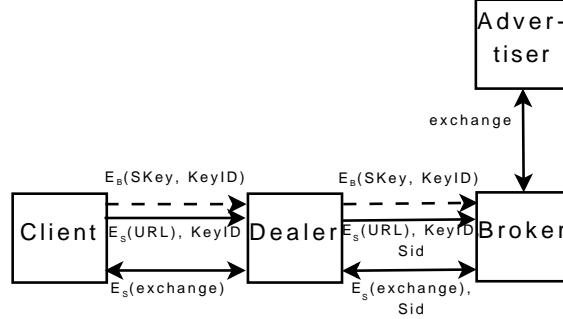 Adver-
tiser
exchange
E_B(SKey, KeyID)
E_B(SKey, KeyID)
Client
Dealer
Broker
E_S(URL), KeyID
E_S(URL), KeyID,
Sid
E_S(exchange)
E_S(exchange),
Sid